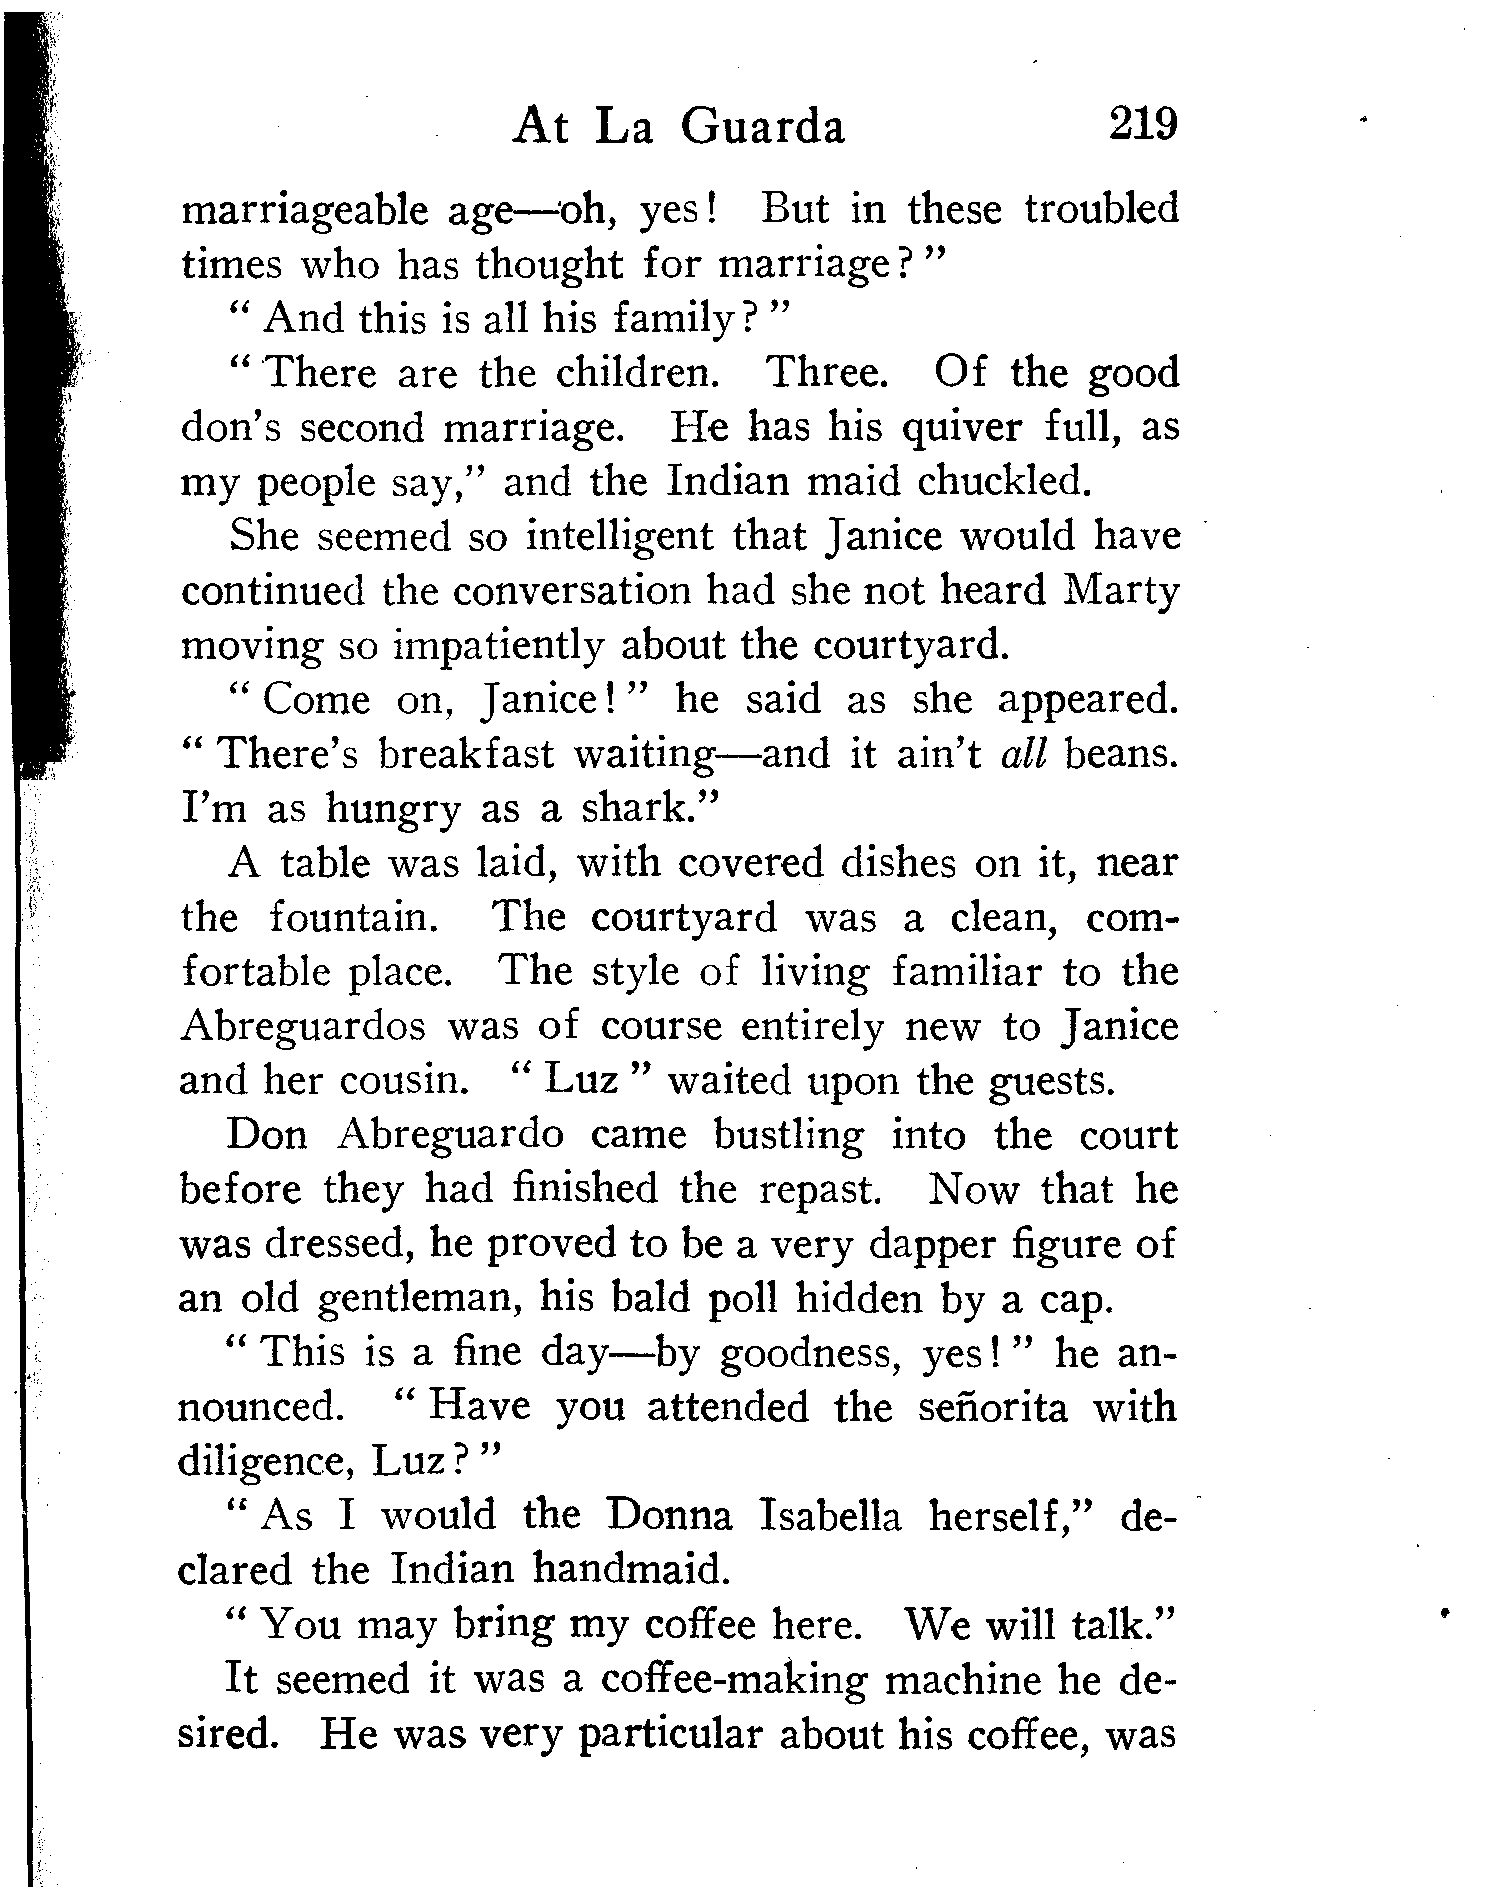 At La Guarda 219
marriageable age—oh, yes! But in these troubled
times who has thought for marriage?"
"And this is all his family?"
"There are the children. Three. Of the good
don's second marriage. He has his quiver full, as
my people say," and the Indian maid chuckled.
She seemed so intelligent that Janice would have
continued the conversation had she not heard Marty
moving so impatiently about the courtyard.
"Come on, Janice!" he said as she appeared.
"There's breakfast waiting—and it ain't all beans.
I'm as hungry as a shark."
A table was laid, with covered dishes on it, near
the fountain. The courtyard was a clean, com-
fortable place. The style of living familiar to the
Abreguardos was of course entirely new to Janice
and her cousin. "Luz" waited upon the guests.
Don Abreguardo came bustling into the court
before they had finished the repast. Now that he
was dressed, he proved to be a very dapper figure of
an old gentleman, his bald poll hidden by a cap.
"This is a fine day—by goodness, yes!" he an-
nounced. "Have you attended the señorita with
diligence, Luz?"
"As I would the Donna Isabella herself," de-
clared the Indian handmaid.
"You may bring my coffee here. We will talk."
It seemed it was a coffee-making machine he de-
sired. He was very particular about his coffee, was